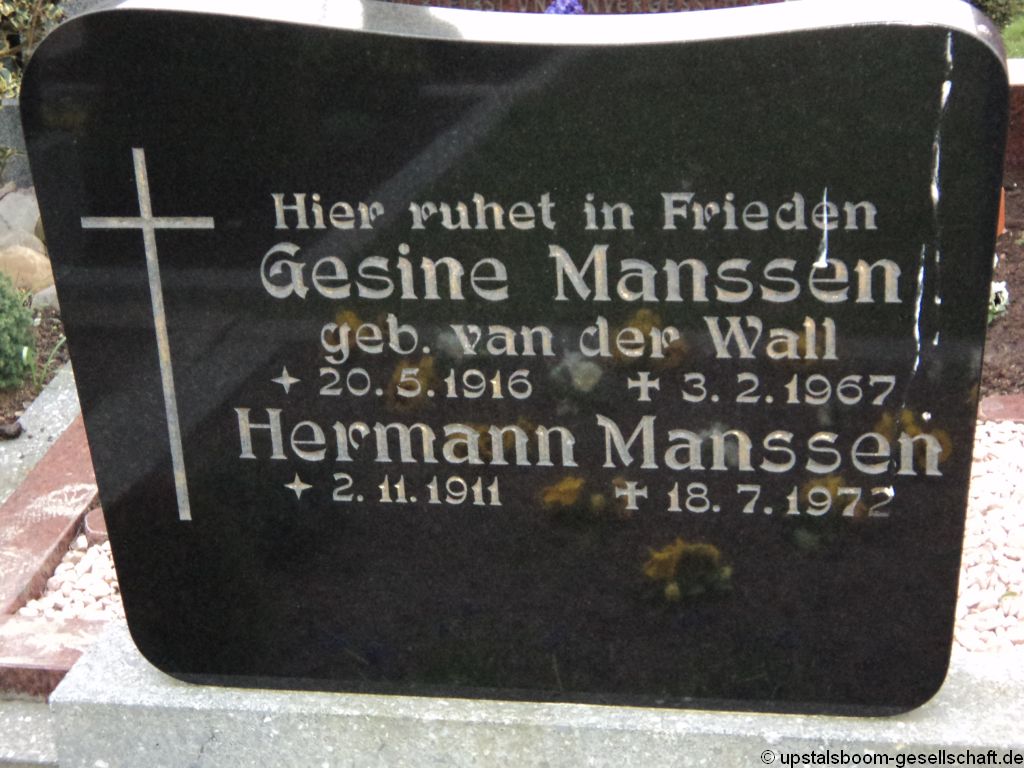 UNVERGESSEN
Hier ruhet in Frieden
Gesine Manssen
geb. van der Wall
20. 5. 1916 3. 2. 1967
Hermann Manssen
2. 11. 1911 18. 7. 1972
© upstalsboom-gesellschaft.de